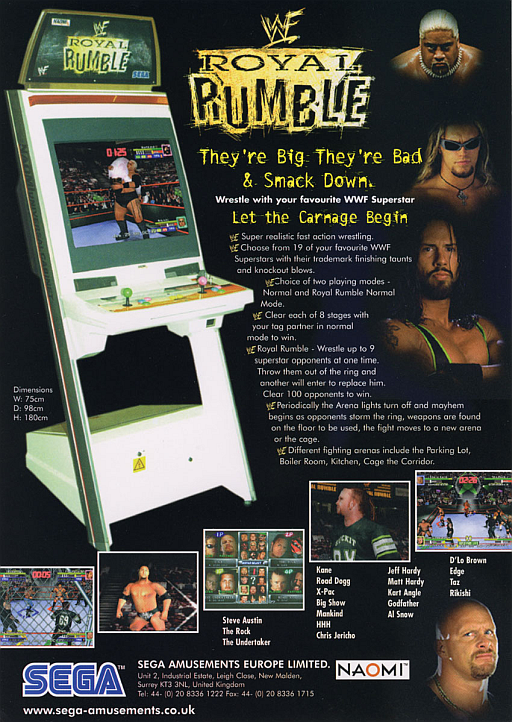 WWF
ROYAL
RUMBLE
SEGA
WF
ROYAL
RUMBLE
They're Big They're Bad
& Smack Down.
Wrestle with your favourite WWF Superstar
Let the Carnage Begin
Super realistic fast action wrestling.
Choose from 19 of your favourite WWF
Superstars with their trademark finishing taunts
and knockout blows.
Choice of two playing modes -
Normal and Royal Rumble Normal
Mode.
Clear each of 8 stages with
your tag partner in normal
mode to win.
Royal Rumble - Wrestle up to 9
superstar opponents at one time.
Throw them out of the ring and
another will enter to replace him.
Clear 100 opponents to win.
Periodically the Arena lights turn off and mayhem
begins as opponents storm the ring, weapons are found
on the floor to be used, the fight moves to a new arena
or the cage.
Different fighting arenas include the Parking Lot,
Boiler Room, Kitchen, Cage the Corridor.
Dimensions
W: 75cm
D: 98cm
H: 180cm
Steve Austin
The Rock
The Undertaker
Kane
Road Dogg
X-Pac
Big Show
Mankind
HHH
Chris Jericho
Jeff Hardy
Matt Hardy
Kart Angle
Godfather
Al Snow
D'Lo Brown
Edge
Taz
Rikishi
SEGA™
SEGA AMUSEMENTS EUROPE LIMITED.
Unit 2, Industrial Estate, Leigh Close, New Malden,
Surrey KT3 3NL, United Kingdom
Tel: 44- (0) 20 8336 1222 Fax: 44- (0) 20 8336 1715
NAOMI™
www.sega-amusements.co.uk